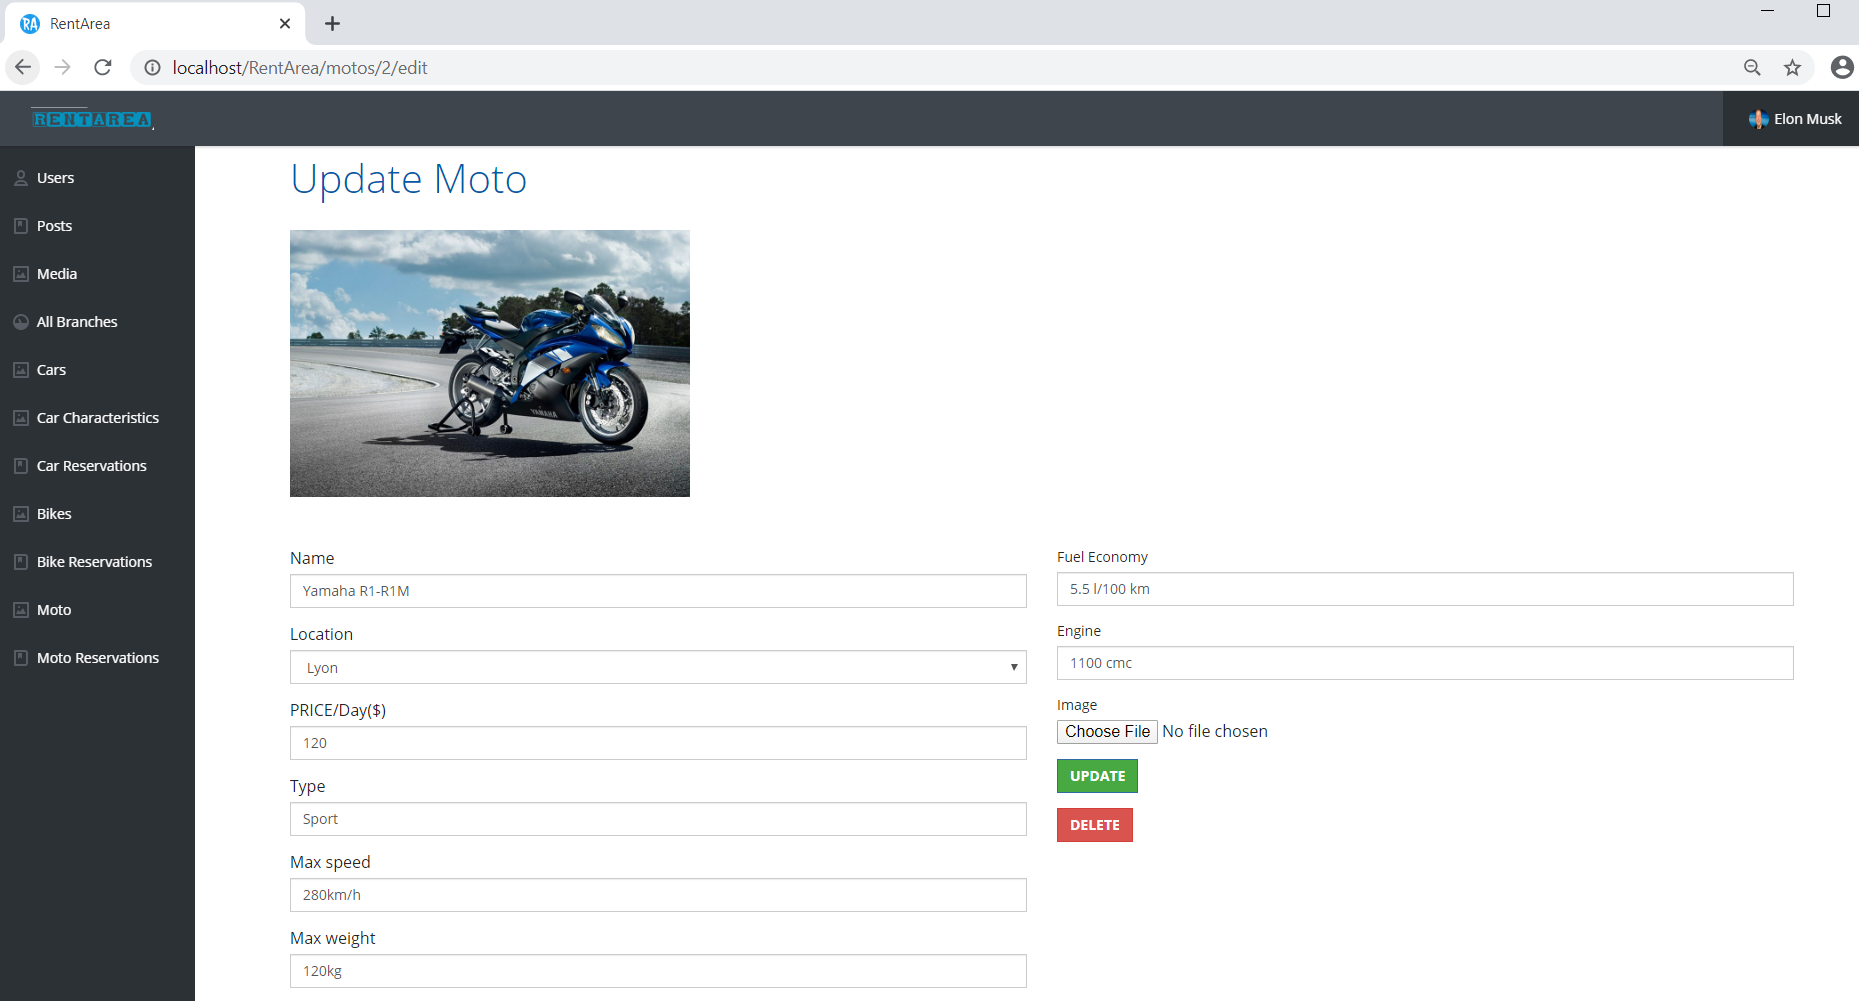 RentArea
localhost/RentArea/motos/2/edit
RENTAREA
Elon Musk
Users
Posts
Media
All Branches
Cars
Car Characteristics
Car Reservations
Bikes
Bike Reservations
Moto
Moto Reservations
Update Moto
YAMAHA
Name
Yamaha R1-R1M
Location
Lyon
PRICE/Day($)
120
Type
Sport
Max speed
280km/h
Max weight
120kg
Fuel Economy
5.5 l/100 km
Engine
1100 cmc
Image
Choose File No file chosen
UPDATE
DELETE